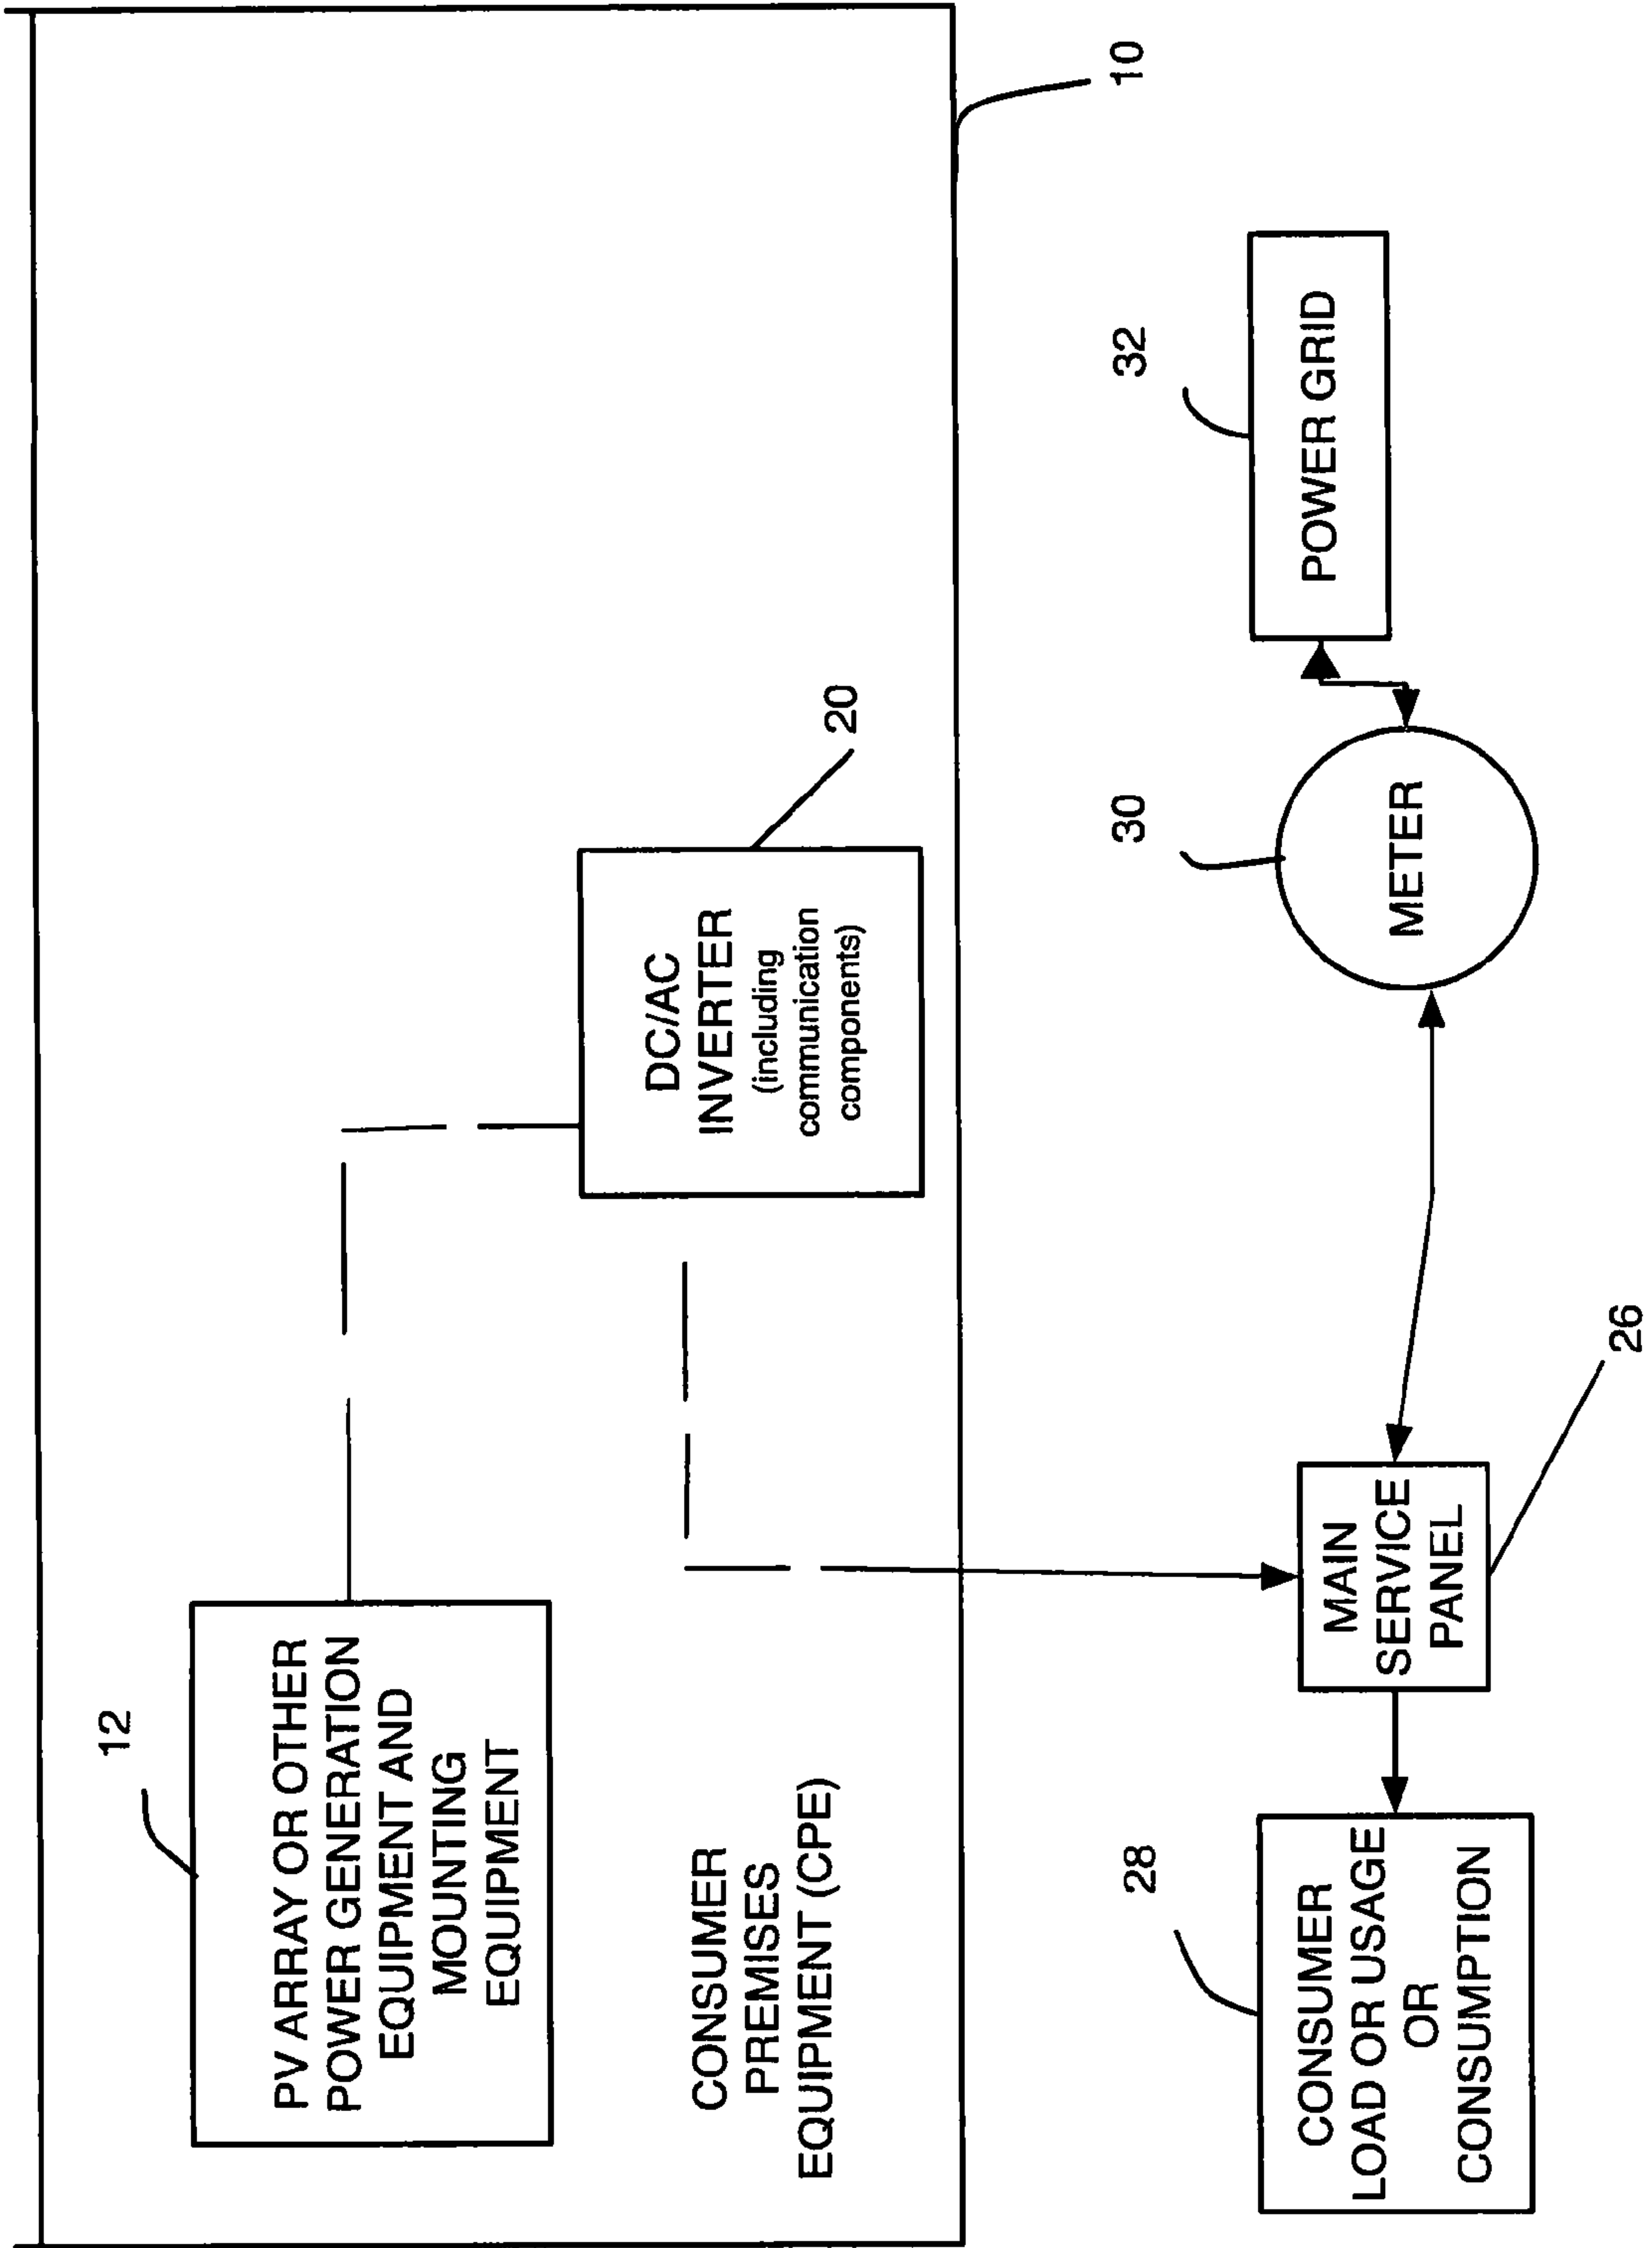 12
PV ARRAY OR OTHER
POWER GENERATION
EQUIPMENT AND
MOUNTING
EQUIPMENT
DC/AC
INVERTER
(including
communication
components)
20
CONSUMER
PREMISES
EQUIPMENT (CPE)
10
28
CONSUMER
LOAD OR USAGE
OR
CONSUMPTION
MAIN
SERVICE
PANEL
26
30
METER
32
POWER GRID